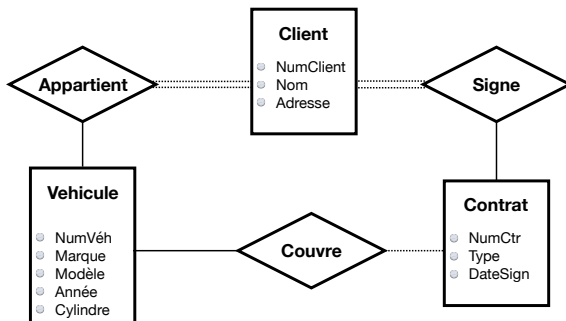 Client
NumClient
Nom
Adresse
Appartient
Signe
Vehicule
NumVéh
Marque
Modèle
Année
Cylindre
Couvre
Contrat
NumCtr
Type
DateSign